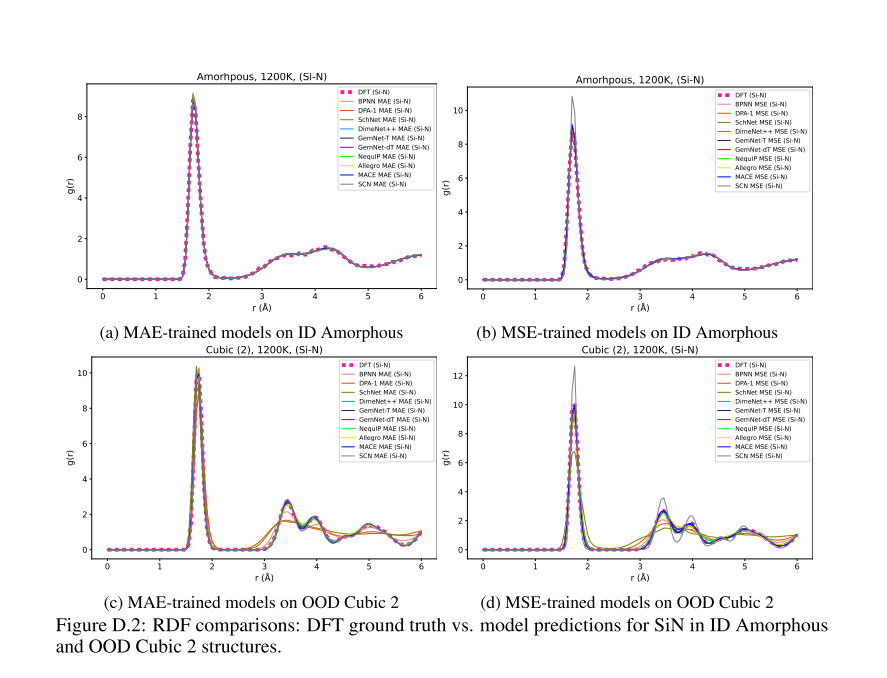 Amorhpous, 1200K, (Si-N)
g(r)
8
6
4
2
0
DFT (Si-N)
BPNN MAE (Si-N)
DPA-1 MAE (Si-N)
SchNet MAE (Si-N)
DimeNet++ MAE (Si-N)
GemNet-T MAE (Si-N)
GemNet-dT MAE (Si-N)
NequIP MAE (Si-N)
Allegro MAE (Si-N)
MACE MAE (Si-N)
SCN MAE (Si-N)
0 1 2 3 4 5 6
r (Å)
(a) MAE-trained models on ID Amorphous
Amorhpous, 1200K, (Si-N)
g(r)
10
8
6
4
2
0
DFT (Si-N)
BPNN MSE (Si-N)
DPA-1 MSE (Si-N)
SchNet MSE (Si-N)
DimeNet++ MSE (Si-N)
GemNet-T MSE (Si-N)
GemNet-dT MSE (Si-N)
NequIP MSE (Si-N)
Allegro MSE (Si-N)
MACE MSE (Si-N)
SCN MSE (Si-N)
0 1 2 3 4 5 6
r (Å)
(b) MSE-trained models on ID Amorphous
Cubic (2), 1200K, (Si-N)
g(r)
10
8
6
4
2
0
DFT (Si-N)
BPNN MAE (Si-N)
DPA-1 MAE (Si-N)
SchNet MAE (Si-N)
DimeNet++ MAE (Si-N)
GemNet-T MAE (Si-N)
GemNet-dT MAE (Si-N)
NequIP MAE (Si-N)
Allegro MAE (Si-N)
MACE MAE (Si-N)
SCN MAE (Si-N)
0 1 2 3 4 5 6
r (Å)
(c) MAE-trained models on OOD Cubic 2
Cubic (2), 1200K, (Si-N)
g(r)
12
10
8
6
4
2
0
DFT (Si-N)
BPNN MSE (Si-N)
DPA-1 MSE (Si-N)
SchNet MSE (Si-N)
DimeNet++ MSE (Si-N)
GemNet-T MSE (Si-N)
GemNet-dT MSE (Si-N)
NequIP MSE (Si-N)
Allegro MSE (Si-N)
MACE MSE (Si-N)
SCN MSE (Si-N)
0 1 2 3 4 5 6
r (Å)
(d) MSE-trained models on OOD Cubic 2
Figure D.2: RDF comparisons: DFT ground truth vs. model predictions for SiN in ID Amorphous
and OOD Cubic 2 structures.